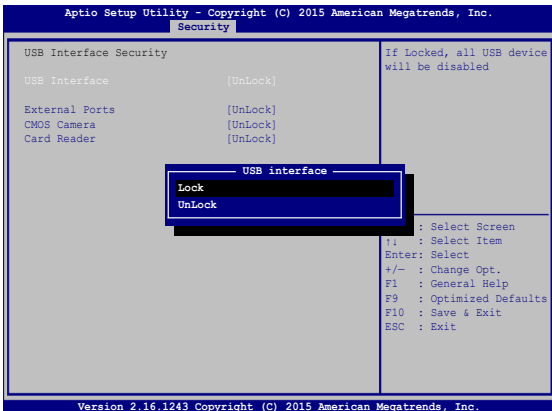 Aptio Setup Utility - Copyright (C) 2015 American Megatrends, Inc.
Security
USB Interface Security
USB Interface [UnLock]
External Ports [UnLock]
CMOS Camera [UnLock]
Card Reader [UnLock]
USB interface
Lock
UnLock
If Locked, all USB device
will be disabled
: Select Screen
↑↓ : Select Item
Enter: Select
+/— : Change Opt.
F1 : General Help
F9 : Optimized Defaults
F10 : Save & Exit
ESC : Exit
Version 2.16.1243 Copyright (C) 2015 American Megatrends, Inc.